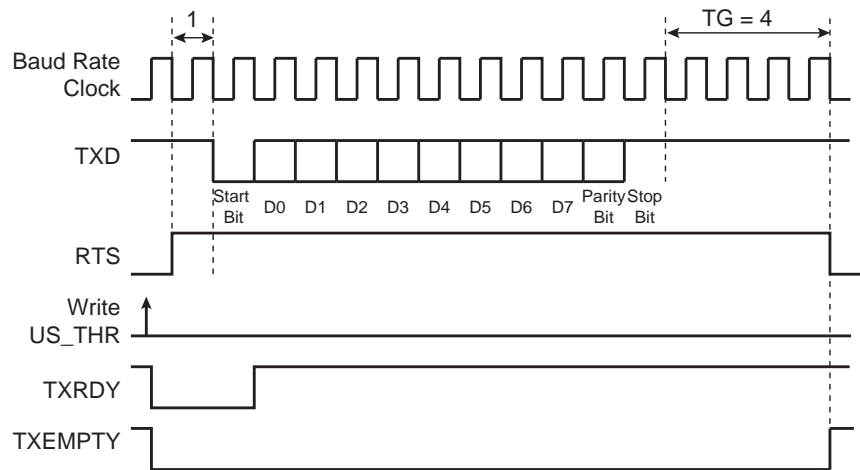 1
TG = 4
Baud Rate
Clock
TXD
Start
Bit
D0
D1
D2
D3
D4
D5
D6
D7
Parity
Bit
Stop
Bit
RTS
Write
US_THR
TXRDY
TXEMPTY